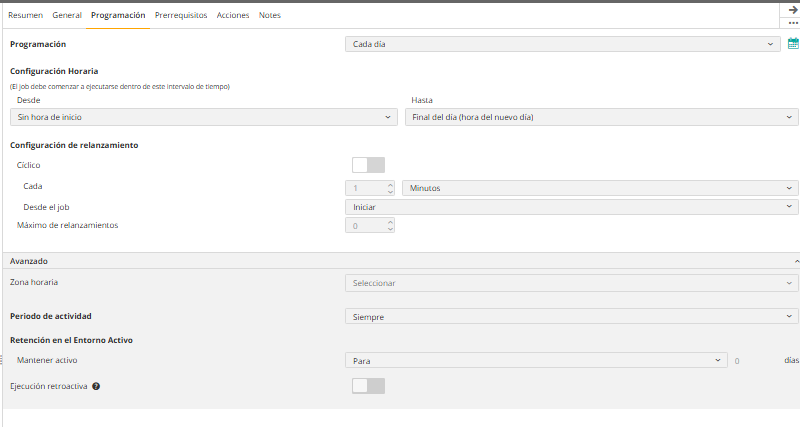 Resumen General Programación Prerrequisitos Acciones Notes
Programación Cada día
Configuración Horaria
(El job debe comenzar a ejecutarse dentro de este intervalo de tiempo)
Desde Hasta
Sin hora de inicio Final del día (hora del nuevo día)
Configuración de relanzamiento
Cíclico
Cada 1 Minutos
Desde el job Iniciar
Máximo de relanzamientos 0
Avanzado
Zona horaria Seleccionar
Periodo de actividad Siempre
Retención en el Entorno Activo
Mantener activo Para 0 días
Ejecución retroactiva ?